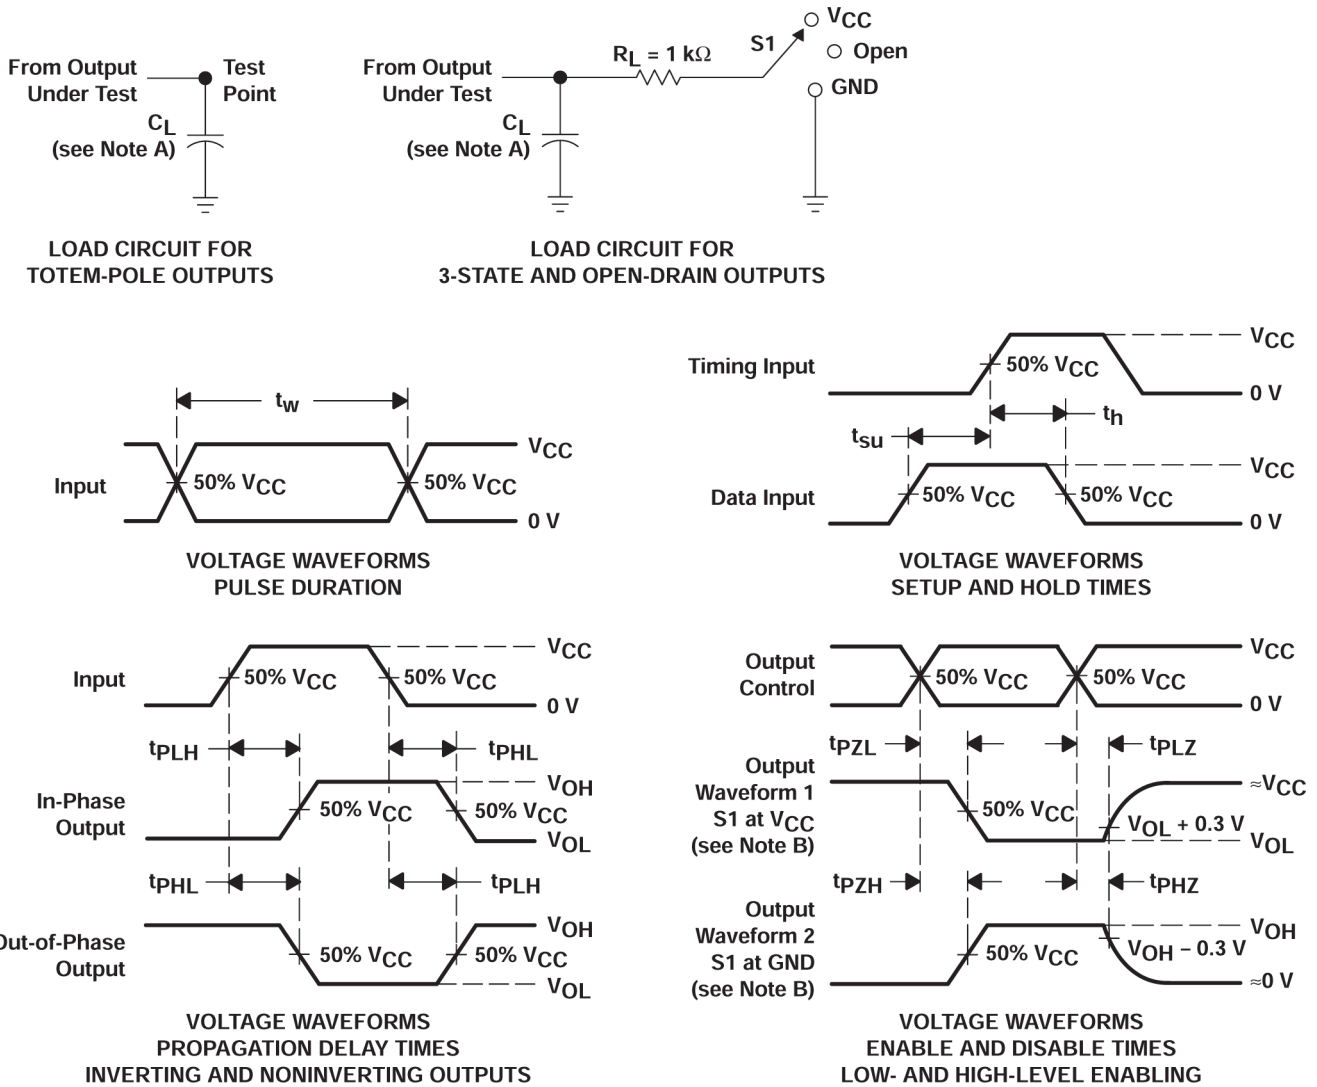 From Output
Under Test
Test
Point
CL
(see Note A)
LOAD CIRCUIT FOR
TOTEM-POLE OUTPUTS
From Output
Under Test
RL = 1 kΩ
S1
VCC
Open
GND
CL
(see Note A)
LOAD CIRCUIT FOR
3-STATE AND OPEN-DRAIN OUTPUTS
tw
Input
50% VCC
50% VCC
VCC
0 V
VOLTAGE WAVEFORMS
PULSE DURATION
Timing Input
50% VCC
VCC
0 V
th
tsu
Data Input
50% VCC
50% VCC
VCC
0 V
VOLTAGE WAVEFORMS
SETUP AND HOLD TIMES
Input
50% VCC
50% VCC
VCC
0 V
tPLH
tPHL
In-Phase
Output
50% VCC
50% VCC
VOH
VOL
tPHL
tPLH
Out-of-Phase
Output
50% VCC
50% VCC
VOH
VOL
VOLTAGE WAVEFORMS
PROPAGATION DELAY TIMES
INVERTING AND NONINVERTING OUTPUTS
Output
Control
50% VCC
50% VCC
VCC
0 V
tPZL
tPLZ
Output
Waveform 1
S1 at VCC
(see Note B)
50% VCC
VOL + 0.3 V
≈VCC
VOL
tPZH
tPHZ
Output
Waveform 2
S1 at GND
(see Note B)
50% VCC
VOH − 0.3 V
VOH
≈0 V
VOLTAGE WAVEFORMS
ENABLE AND DISABLE TIMES
LOW- AND HIGH-LEVEL ENABLING